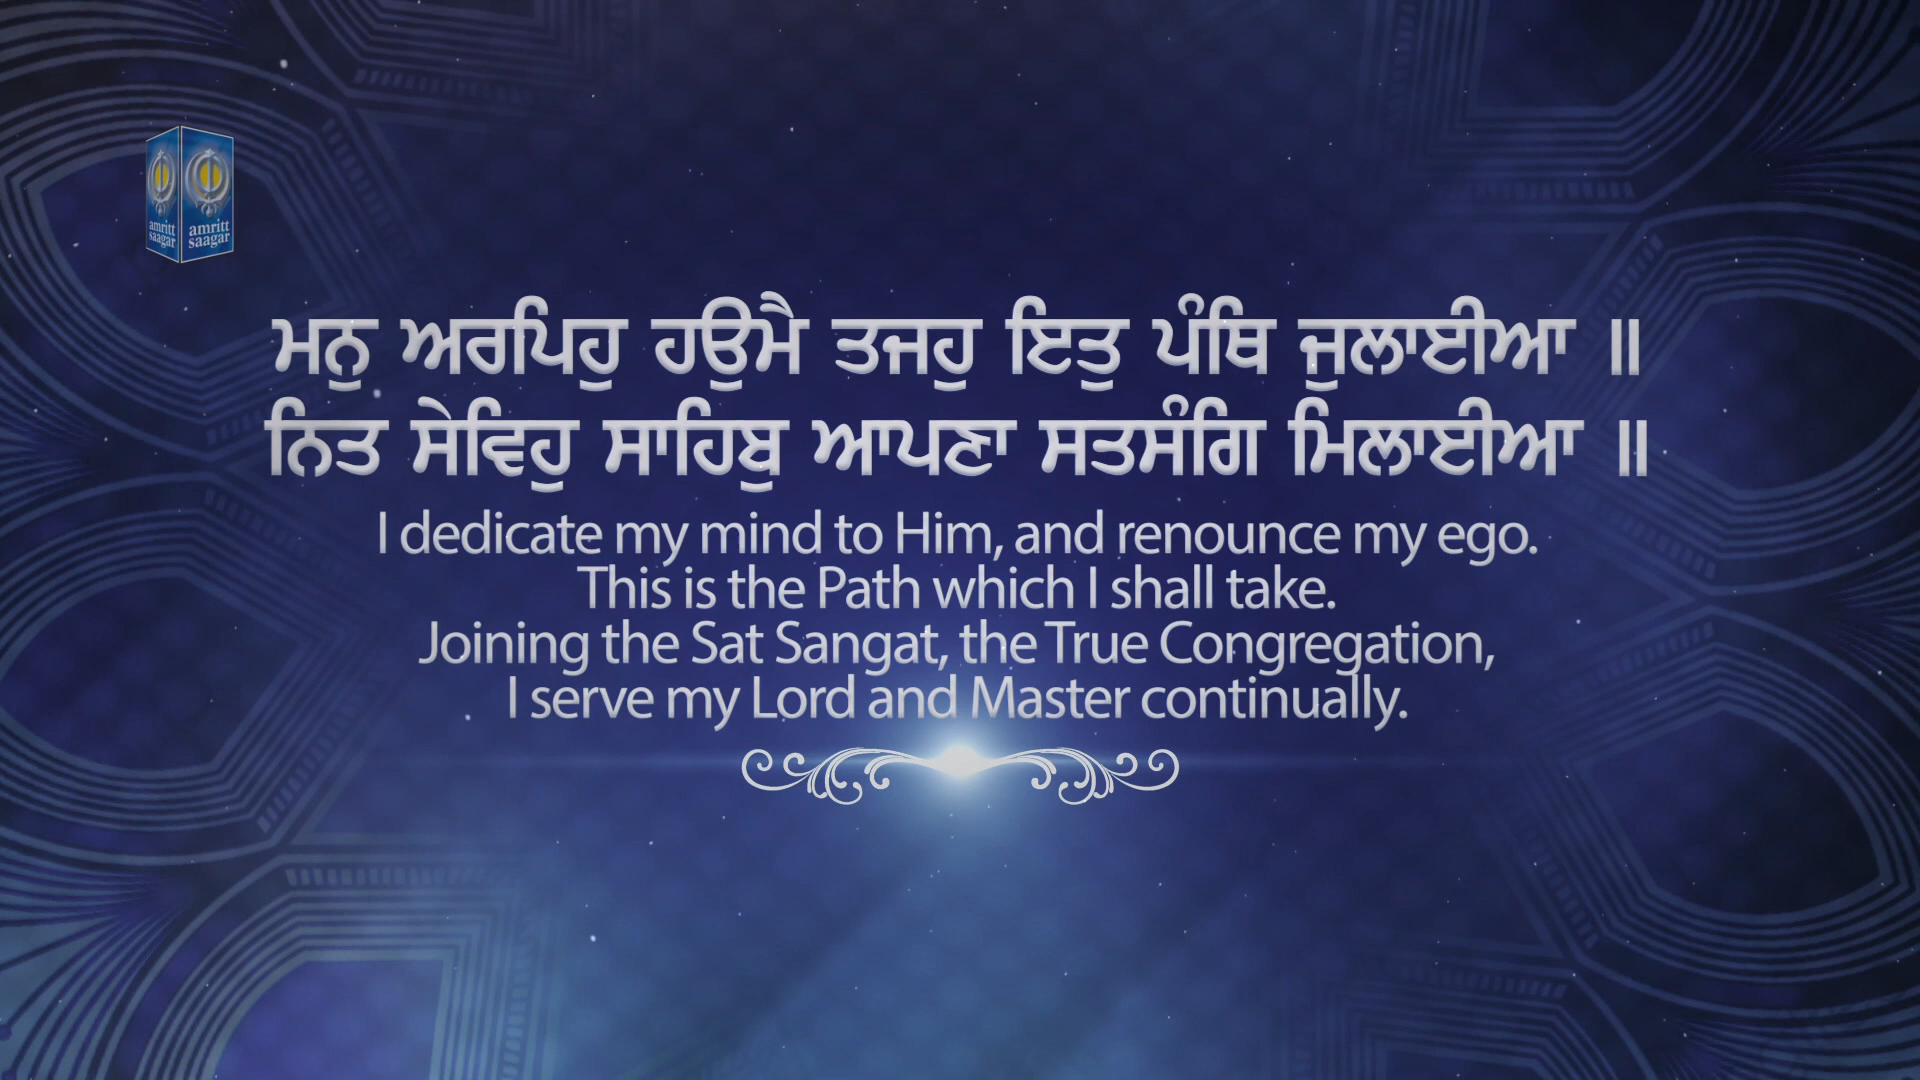 amritt saagar
amritt saagar
ਮਨੁ ਅਰਪਿਹੁ ਹਉਮੈ ਤਜਹੁ ਇਤੁ ਪੰਥਿ ਜੁਲਾਈਆ ॥
ਨਿਤ ਸੇਵਿਹੁ ਸਾਹਿਬੁ ਆਪਣਾ ਸਤਸੰਗਿ ਮਿਲਾਈਆ ॥
I dedicate my mind to Him, and renounce my ego.
This is the Path which I shall take.
Joining the Sat Sangat, the True Congregation,
I serve my Lord and Master continually.